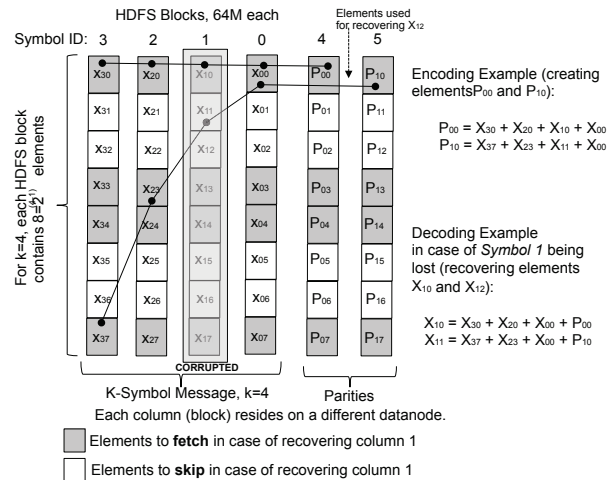 HDFS Blocks, 64M each
Elements used
for recovering X12
Symbol ID: 3 2 1 0 4 5
X30 X20 X10 X00 P00 P10
X31 X21 X11 X01 P01 P11
X32 X22 X12 X02 P02 P12
X33 X23 X13 X03 P03 P13
X34 X24 X14 X04 P04 P14
X35 X25 X15 X05 P05 P15
X36 X26 X16 X06 P06 P16
X37 X27 X17 X07 P07 P17
For k=4, each HDFS block
contains 8=2(4-1) elements
CORRUPTED
K-Symbol Message, k=4
Parities
Each column (block) resides on a different datanode.
Elements to fetch in case of recovering column 1
Elements to skip in case of recovering column 1
Encoding Example (creating
elementsP00 and P10):
P00 = X30 + X20 + X10 + X00
P10 = X37 + X23 + X11 + X00
Decoding Example
in case of Symbol 1 being
lost (recovering elements
X10 and X12):
X10 = X30 + X20 + X00 + P00
X11 = X37 + X23 + X00 + P10